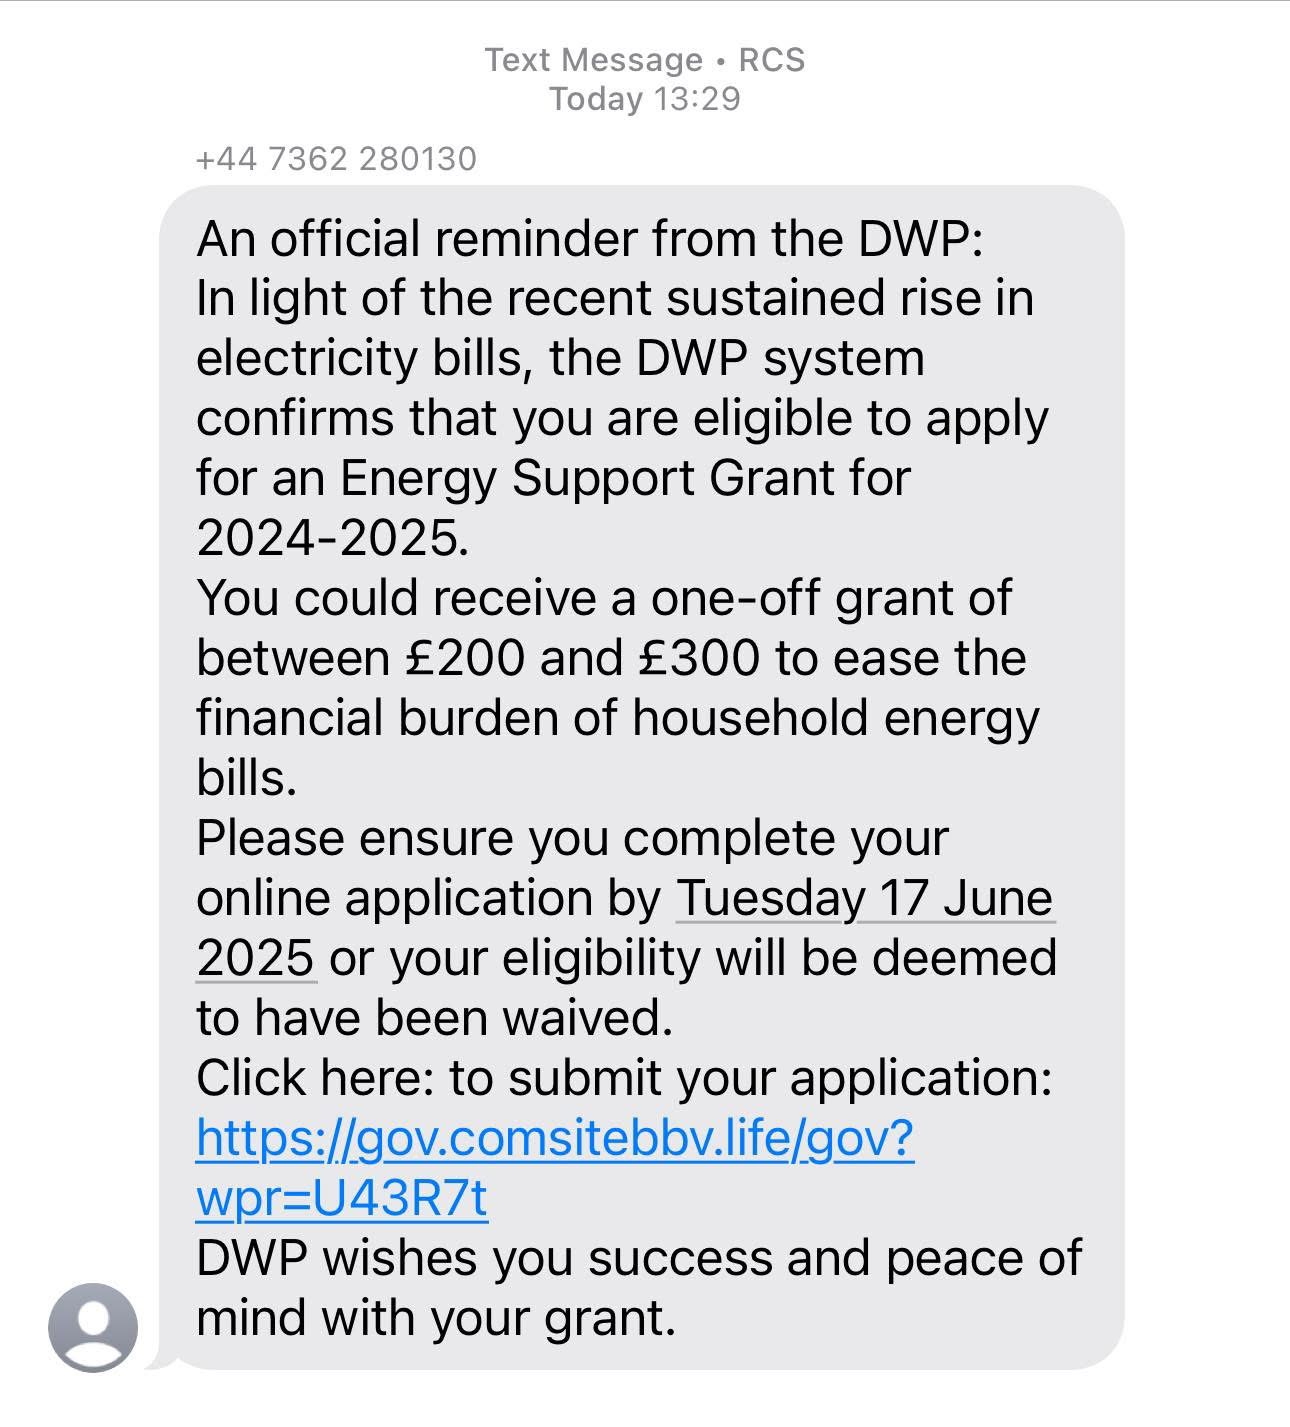 Text Message • RCS
Today 13:29
+44 7362 280130
An official reminder from the DWP:
In light of the recent sustained rise in
electricity bills, the DWP system
confirms that you are eligible to apply
for an Energy Support Grant for
2024-2025.
You could receive a one-off grant of
between £200 and £300 to ease the
financial burden of household energy
bills.
Please ensure you complete your
online application by Tuesday 17 June
2025 or your eligibility will be deemed
to have been waived.
Click here: to submit your application:
https://gov.comsitebbv.life/gov?
wpr=U43R7t
DWP wishes you success and peace of
mind with your grant.